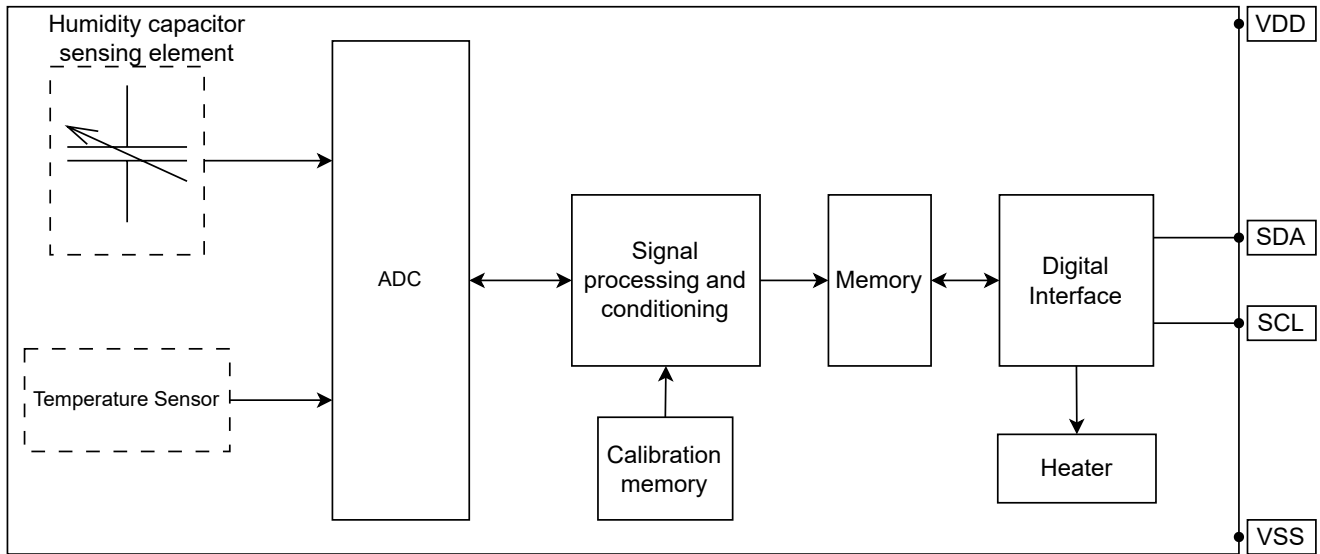 Humidity capacitor
sensing element
VDD
ADC
Signal
processing and
conditioning
Memory
Digital
Interface
SDA
SCL
Temperature Sensor
Calibration
memory
Heater
VSS